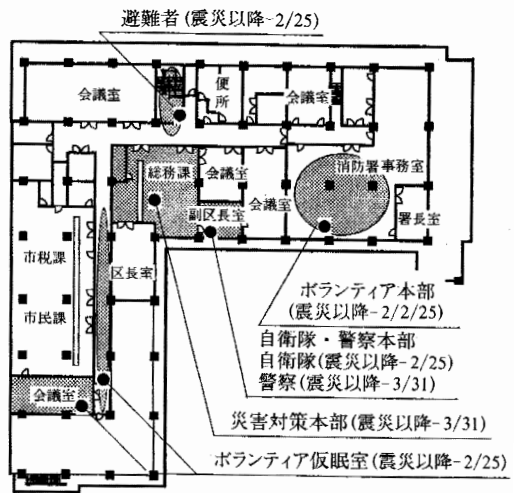 避難者(震災以降-2/25)
会議室
便所
会議室
総務課
会議室
消防署事務室
副区長室
会議室
署長室
市税課
区長室
市民課
会議室
ボランティア本部
(震災以降-2/2/25)
自衛隊・警察本部
自衛隊(震災以降-2/25)
警察(震災以降-3/31)
災害対策本部(震災以降-3/31)
ボランティア仮眠室(震災以降-2/25)